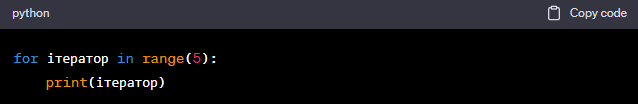 python Copy code
for ітератор in range(5):
    print(ітератор)